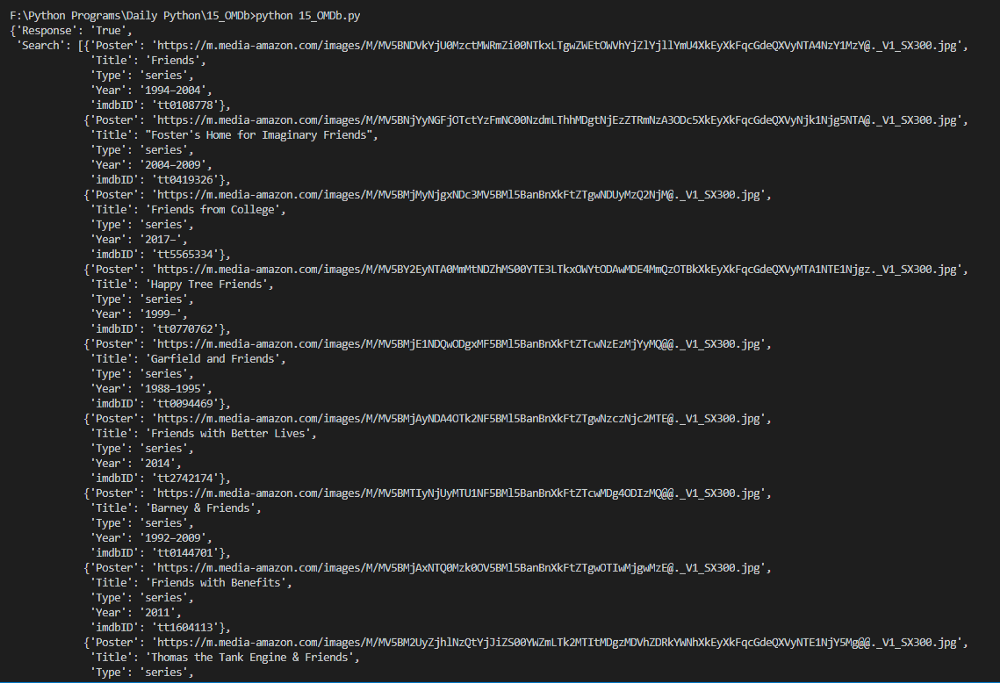 F:\Python Programs\Daily Python\15_OMDb>python 15_OMDb.py
{'Response': 'True',
'Search': [{'Poster': 'https://m.media-amazon.com/images/M/MV5BNDVkYjU0MzctMWRmZi00NTkxLTgwZWEtOWVhYjZlYjllYmU4XkEyXkFqcGdeQXVyNTA4NzY1MzY@._V1_SX300.jpg',
'Title': 'Friends',
'Type': 'series',
'Year': '1994–2004',
'imdbID': 'tt0108778'},
{'Poster': 'https://m.media-amazon.com/images/M/MV5BNjYyNGFjOTctYzFmNC00NzdmLThhMDgtNjEzZTRmNzA3ODc5XkEyXkFqcGdeQXVyNjk1Njg5NTA@._V1_SX300.jpg',
'Title': "Foster's Home for Imaginary Friends",
'Type': 'series',
'Year': '2004–2009',
'imdbID': 'tt0419326'},
{'Poster': 'https://m.media-amazon.com/images/M/MV5BMjMyNjgxNDc3MV5BMl5BanBnXkFtZTgwNDUyMzQ2NjM@._V1_SX300.jpg',
'Title': 'Friends from College',
'Type': 'series',
'Year': '2017–',
'imdbID': 'tt5565334'},
{'Poster': 'https://m.media-amazon.com/images/M/MV5BY2EyNTA0MmMtNDZhMS00YTE3LTkxOWYtODAwMDE4MmQzOTBkXkEyXkFqcGdeQXVyMTA1NTE1Njgz._V1_SX300.jpg',
'Title': 'Happy Tree Friends',
'Type': 'series',
'Year': '1999–',
'imdbID': 'tt0770762'},
{'Poster': 'https://m.media-amazon.com/images/M/MV5BMjE1NDQwODgxMF5BMl5BanBnXkFtZTcwNzEzMjYyMQ@@._V1_SX300.jpg',
'Title': 'Garfield and Friends',
'Type': 'series',
'Year': '1988–1995',
'imdbID': 'tt0094469'},
{'Poster': 'https://m.media-amazon.com/images/M/MV5BMjAyNDA4OTk2NF5BMl5BanBnXkFtZTgwNzczNjc2MTE@._V1_SX300.jpg',
'Title': 'Friends with Better Lives',
'Type': 'series',
'Year': '2014',
'imdbID': 'tt2742174'},
{'Poster': 'https://m.media-amazon.com/images/M/MV5BMTIyNjUyMTU1NF5BMl5BanBnXkFtZTcwMDg4ODIzMQ@@._V1_SX300.jpg',
'Title': 'Barney & Friends',
'Type': 'series',
'Year': '1992–2009',
'imdbID': 'tt0144701'},
{'Poster': 'https://m.media-amazon.com/images/M/MV5BMjAxNTQ0Mzk0OV5BMl5BanBnXkFtZTgwOTIwMjgwMzE@._V1_SX300.jpg',
'Title': 'Friends with Benefits',
'Type': 'series',
'Year': '2011',
'imdbID': 'tt1604113'},
{'Poster': 'https://m.media-amazon.com/images/M/MV5BM2UyZjhlNzQtYjJiZS00YWZmLTk2MTItMDgzMDVhZDRkYWNhXkEyXkFqcGdeQXVyNTE1NjY5Mg@@._V1_SX300.jpg',
'Title': 'Thomas the Tank Engine & Friends',
'Type': 'series',